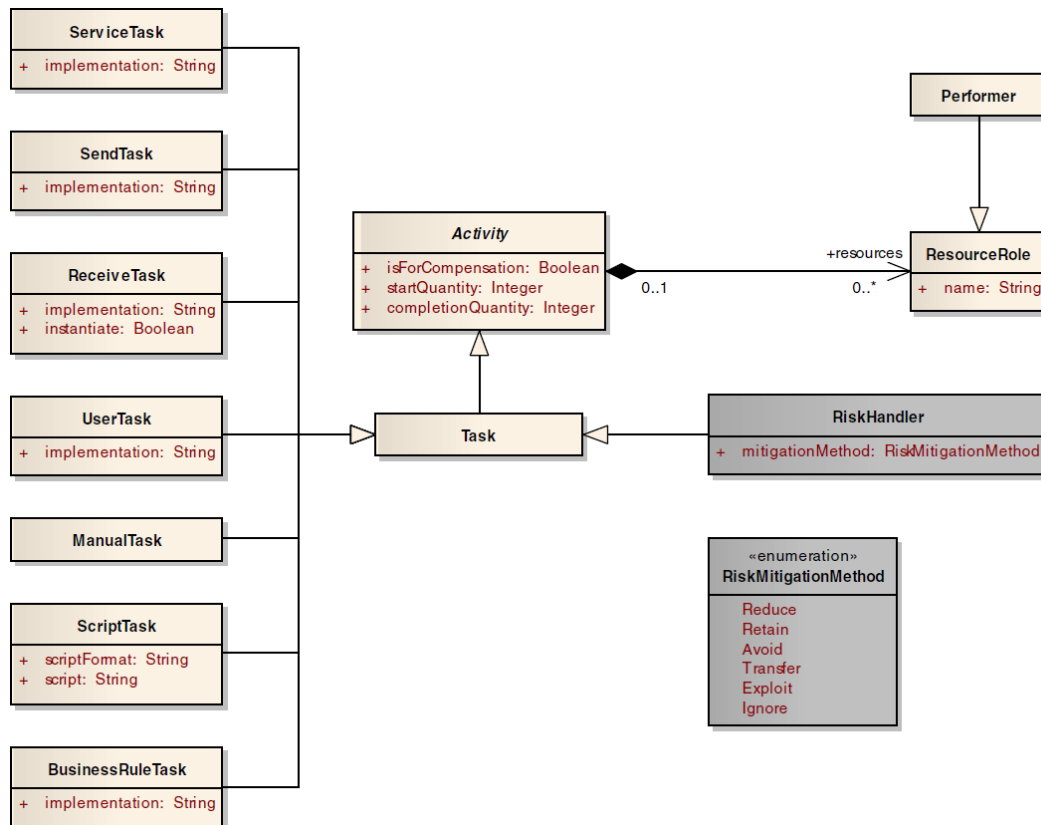 ServiceTask
+ implementation: String
SendTask
+ implementation: String
ReceiveTask
+ implementation: String
+ instantiate: Boolean
UserTask
+ implementation: String
ManualTask
ScriptTask
+ scriptFormat: String
+ script: String
BusinessRuleTask
+ implementation: String
Activity
+ isForCompensation: Boolean
+ startQuantity: Integer
+ completionQuantity: Integer
0..1
+resources
0..*
Performer
ResourceRole
+ name: String
Task
RiskHandler
+ mitigationMethod: RiskMitigationMethod
«enumeration»
RiskMitigationMethod
Reduce
Retain
Avoid
Transfer
Exploit
Ignore